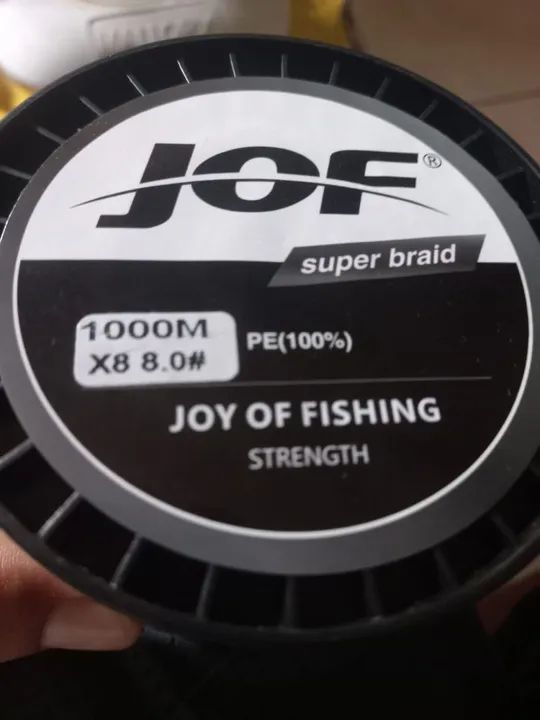 JOF®
super braid
1000M
X8 8.0#
PE(100%)
JOY OF FISHING
STRENGTH